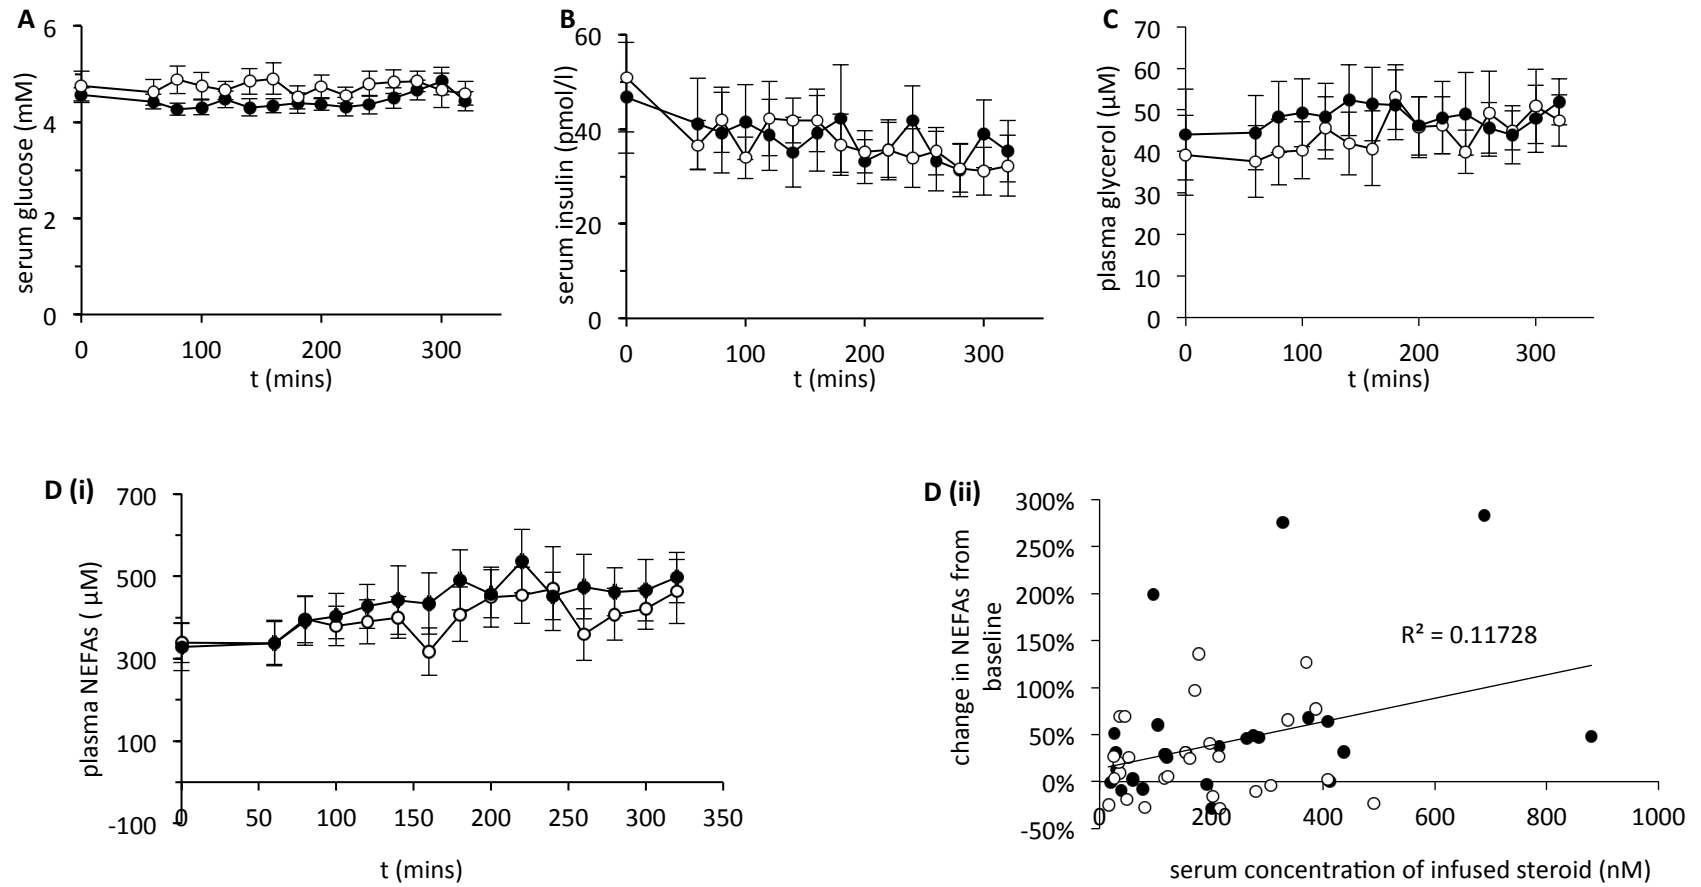 A
serum glucose (mM)
6
4
2
0
0 100 200 300
t (mins)
B
serum insulin (pmol/l)
60
40
20
0
0 100 200 300
t (mins)
C
plasma glycerol (µM)
70
60
50
40
30
20
10
0
0 100 200 300
t (mins)
D (i)
plasma NEFAs ( µM)
700
500
300
100
-100
0 50 100 150 200 250 300 350
t (mins)
D (ii)
change in NEFAs from
baseline
300%
250%
200%
150%
100%
50%
0%
-50%
R² = 0.11728
0 200 400 600 800 1000
serum concentration of infused steroid (nM)